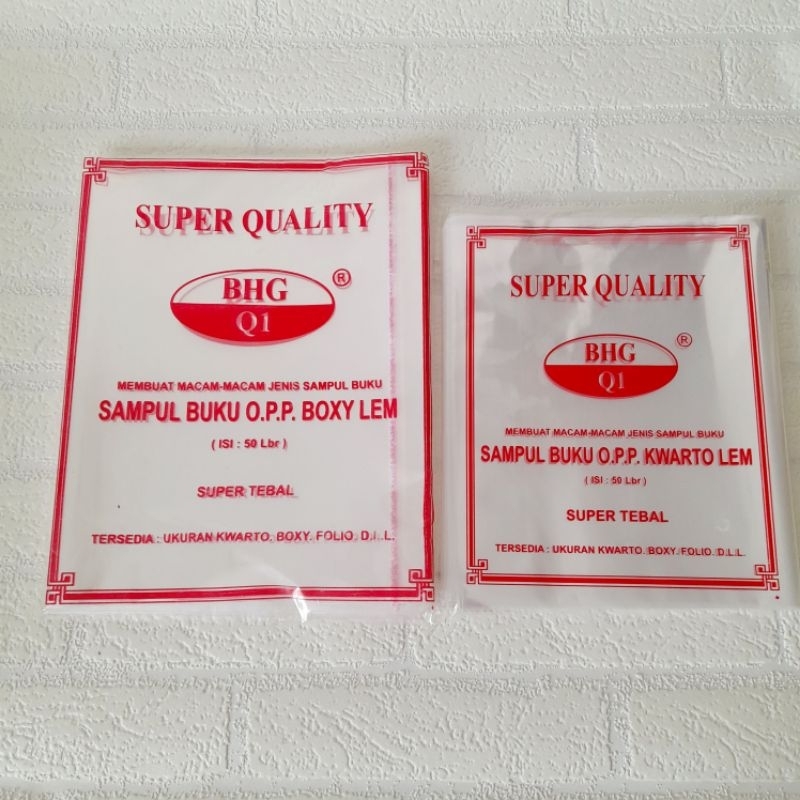 SUPER QUALITY
BHG
®
Q1
MEMBUAT MACAM-MACAM JENIS SAMPUL BUKU
SAMPUL BUKU O.P.P. BOXY LEM
( ISI : 50 Lbr )
SUPER TEBAL
TERSEDIA : UKURAN KWARTO. BOXY. FOLIO. D.L.L.
SUPER QUALITY
BHG
®
Q1
MEMBUAT MACAM-MACAM JENIS SAMPUL BUKU
SAMPUL BUKU O.P.P. KWARTO LEM
( ISI : 50 Lbr )
SUPER TEBAL
TERSEDIA : UKURAN KWARTO. BOXY. FOLIO. D.L.L.